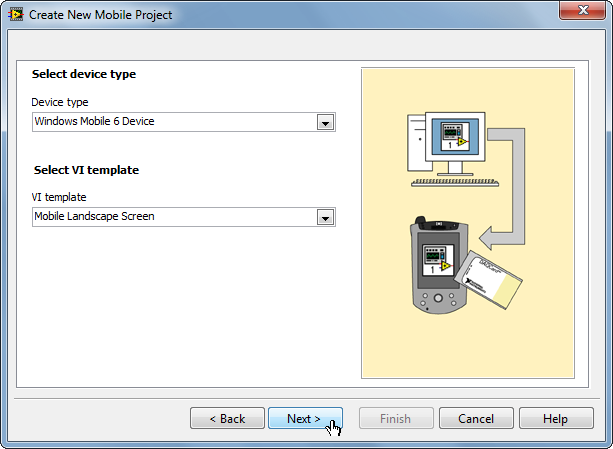 Create New Mobile Project
Select device type
Device type
Windows Mobile 6 Device
Select VI template
VI template
Mobile Landscape Screen
1
1
< Back
Next >
Finish
Cancel
Help